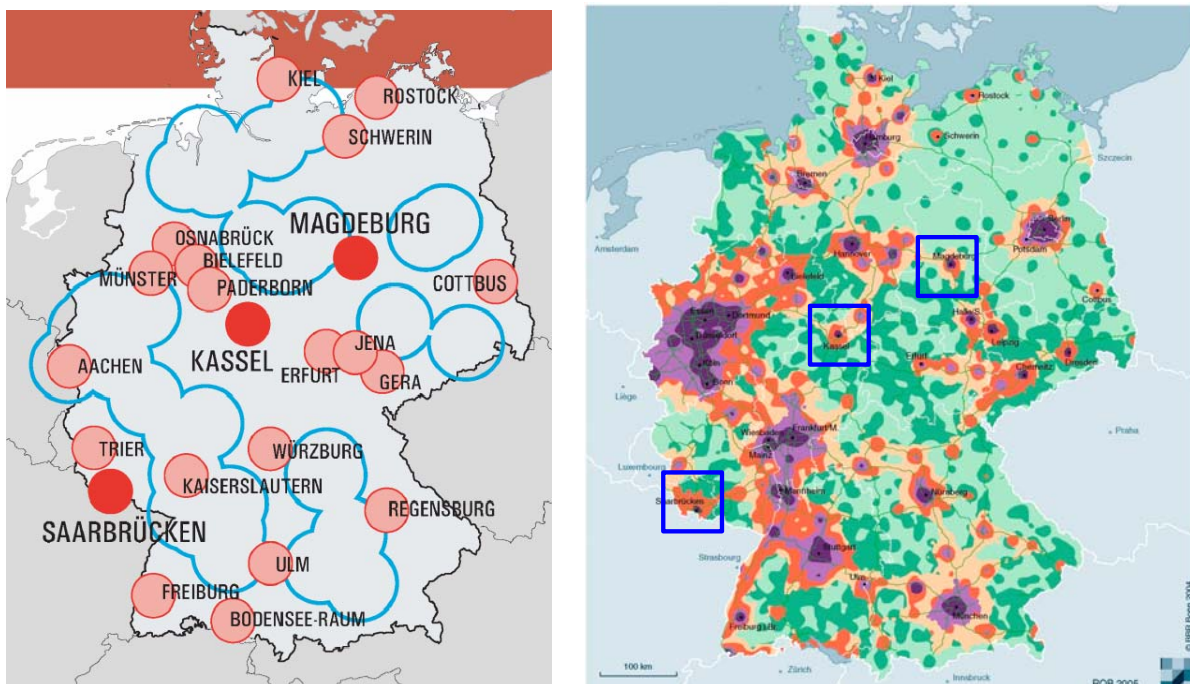 KIEL
ROSTOCK
SCHWERIN
MAGDEBURG
OSNABRÜCK
BIELEFELD
MÜNSTER
PADERBORN
COTTBUS
KASSEL
JENA
ERFURT
GERA
AACHEN
TRIER
WÜRZBURG
KAISERSLAUTERN
SAARBRÜCKEN
REGENSBURG
ULM
FREIBURG
BODENSEE-RAUM
Kiel
Rostock
Hamburg
Schwerin
Szczecin
Bremen
Berlin
Amsterdam
Hannover
Magdeburg
Potsdam
Bielefeld
Cottbus
Essen
Dortmund
Halle/S.
Düsseldorf
Kassel
Leipzig
Köln
Erfurt
Dresden
Bonn
Chemnitz
Liège
Wiesbaden
Frankfurt/M.
Mainz
Praha
Luxembourg
Mannheim
Saarbrücken
Nürnberg
Strasbourg
Stuttgart
Ulm
München
Freiburg i.Br.
100 km
Zürich
Innsbruck
ROB 2005
© BBR Bonn 2004